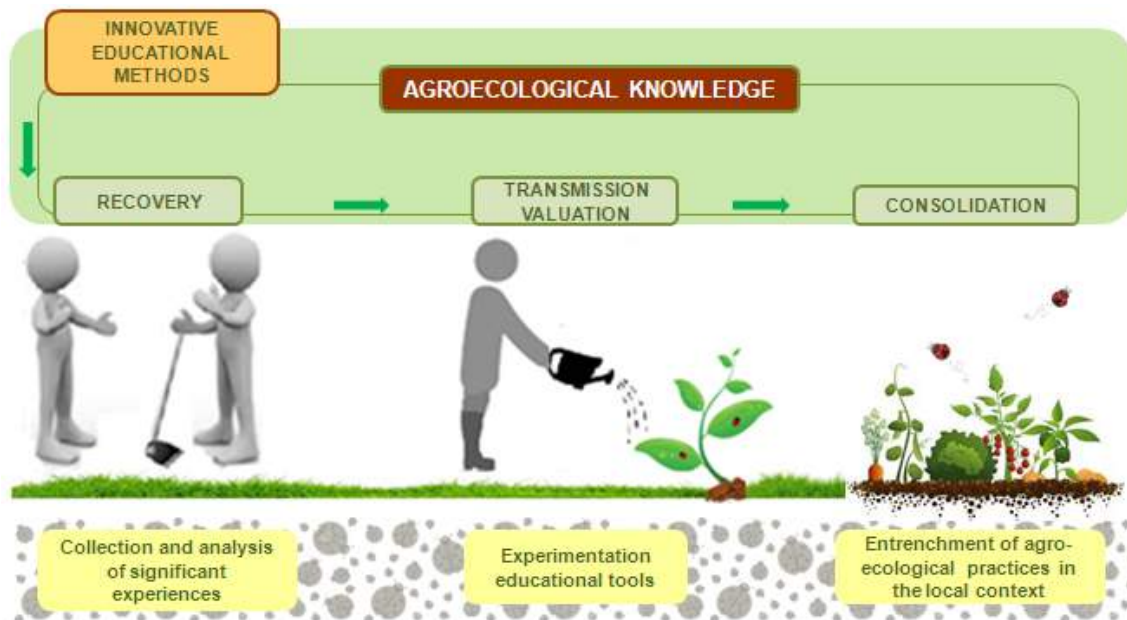 INNOVATIVE
EDUCATIONAL
METHODS
AGROECOLOGICAL KNOWLEDGE
RECOVERY
TRANSMISSION
VALUATION
CONSOLIDATION
Collection and analysis
of significant
experiences
Experimentation
educational tools
Entrenchment of agro-
ecological practices in
the local context